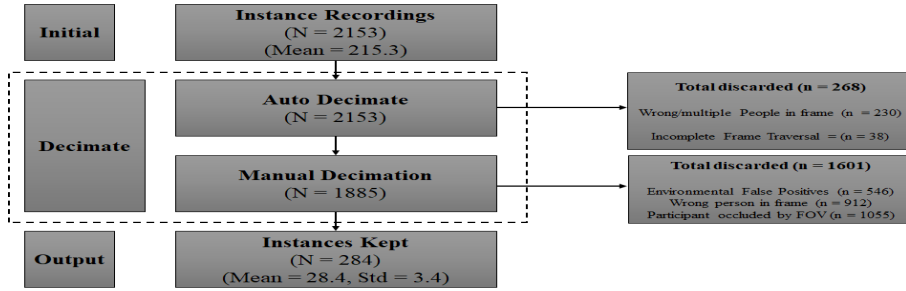 Initial
Instance Recordings
(N = 2153)
(Mean = 215.3)
Decimate
Auto Decimate
(N = 2153)
Total discarded (n = 268)
Wrong/multiple People in frame (n = 230)
Incomplete Frame Traversal = (n = 38)
Manual Decimation
(N = 1885)
Total discarded (n = 1601)
Environmental False Positives (n = 546)
Wrong person in frame (n = 912)
Participant occluded by FOV (n = 1055)
Output
Instances Kept
(N = 284)
(Mean = 28.4, Std = 3.4)